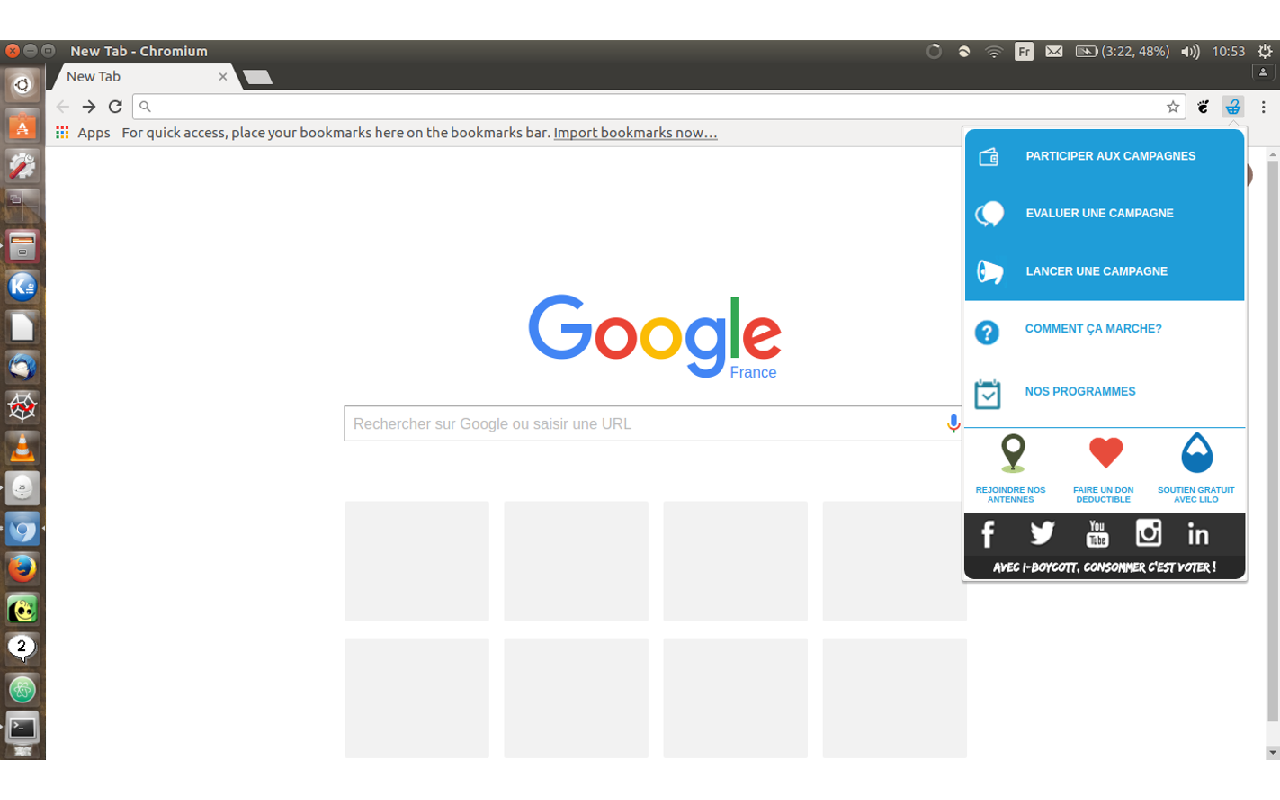 New Tab - Chromium
Fr
(3:22, 48%)
10:53
New Tab
Apps
For quick access, place your bookmarks here on the bookmarks bar. Import bookmarks now...
Google
France
Rechercher sur Google ou saisir une URL
PARTICIPER AUX CAMPAGNES
EVALUER UNE CAMPAGNE
LANCER UNE CAMPAGNE
COMMENT ÇA MARCHE?
NOS PROGRAMMES
REJOINDRE NOS
ANTENNES
FAIRE UN DON
DEDUCTIBLE
SOUTIEN GRATUIT
AVEC LILO
You
Tube
in
AVEC I-BOYCOTT, CONSOMMER C'EST VOTER !
2